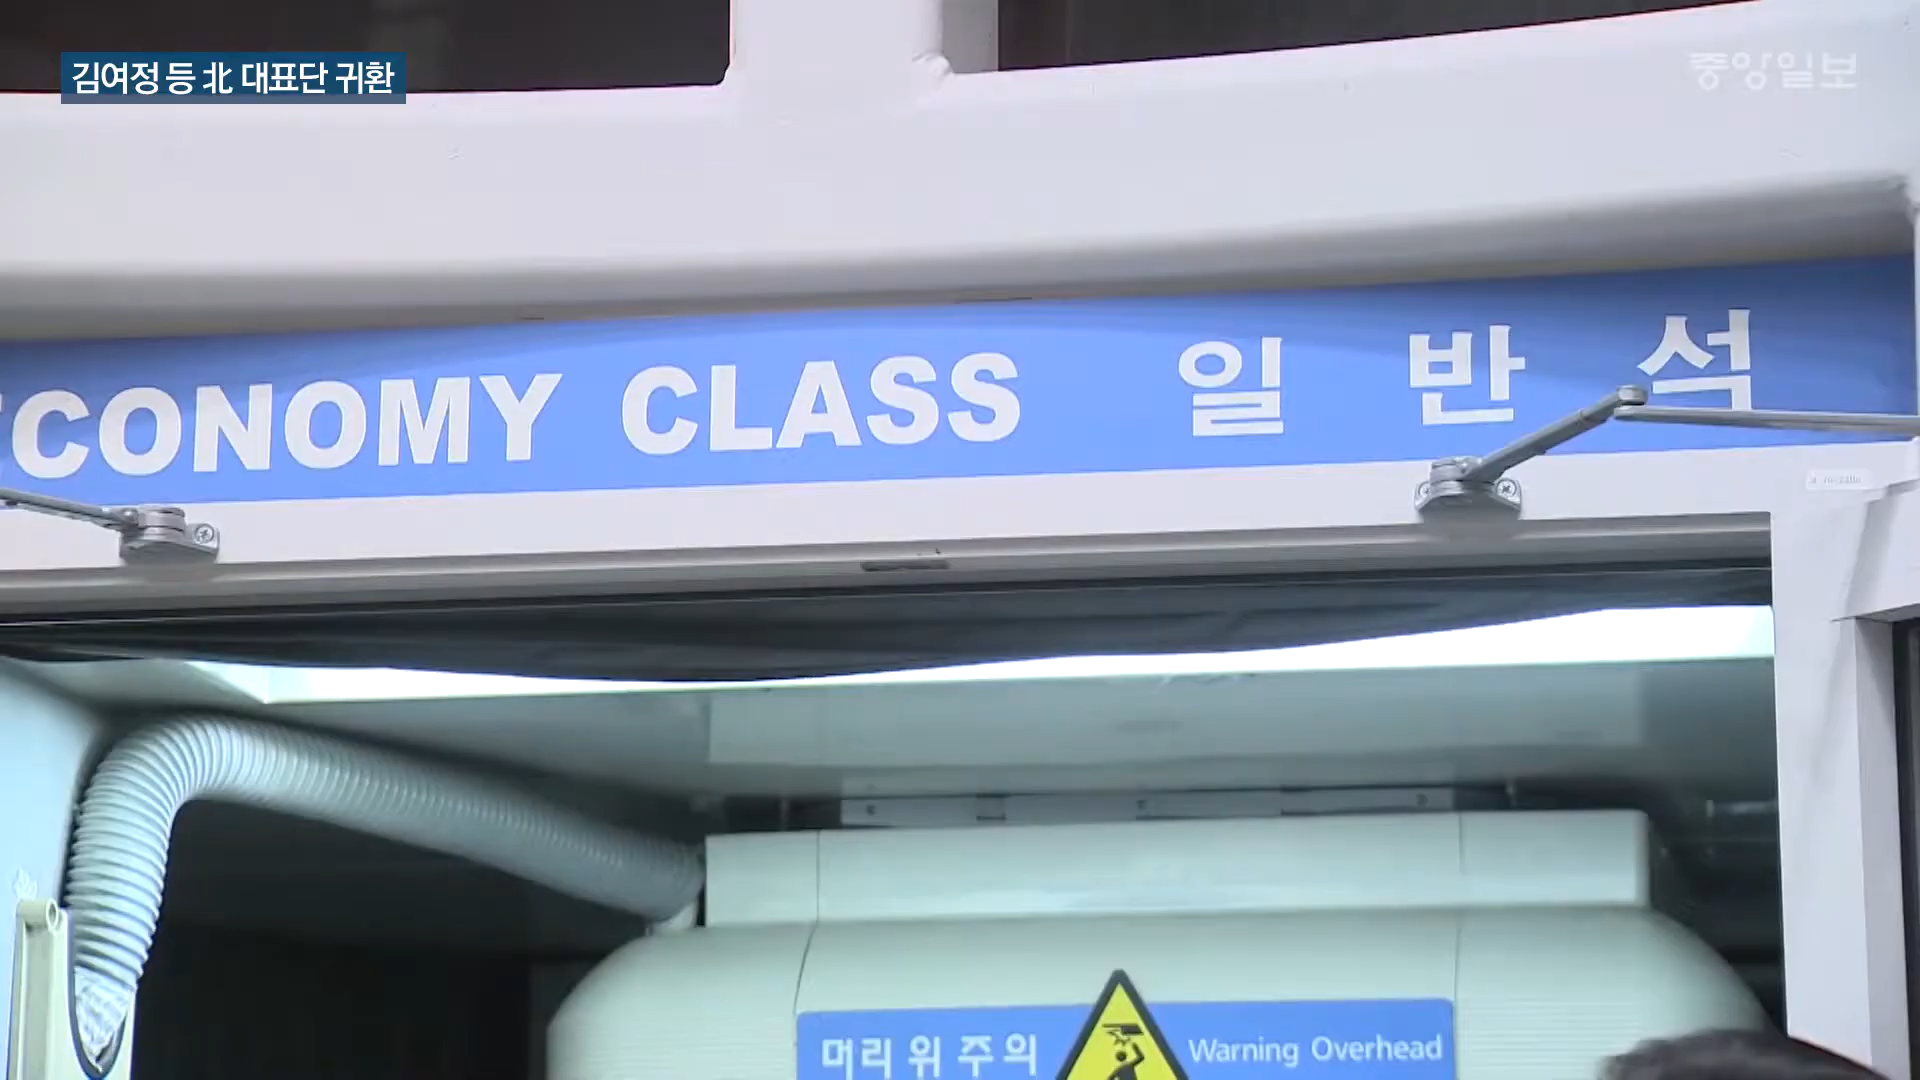 김여정 등 北 대표단 귀환
중앙일보
ECONOMY CLASS 일반석
머리 위 주의 Warning Overhead